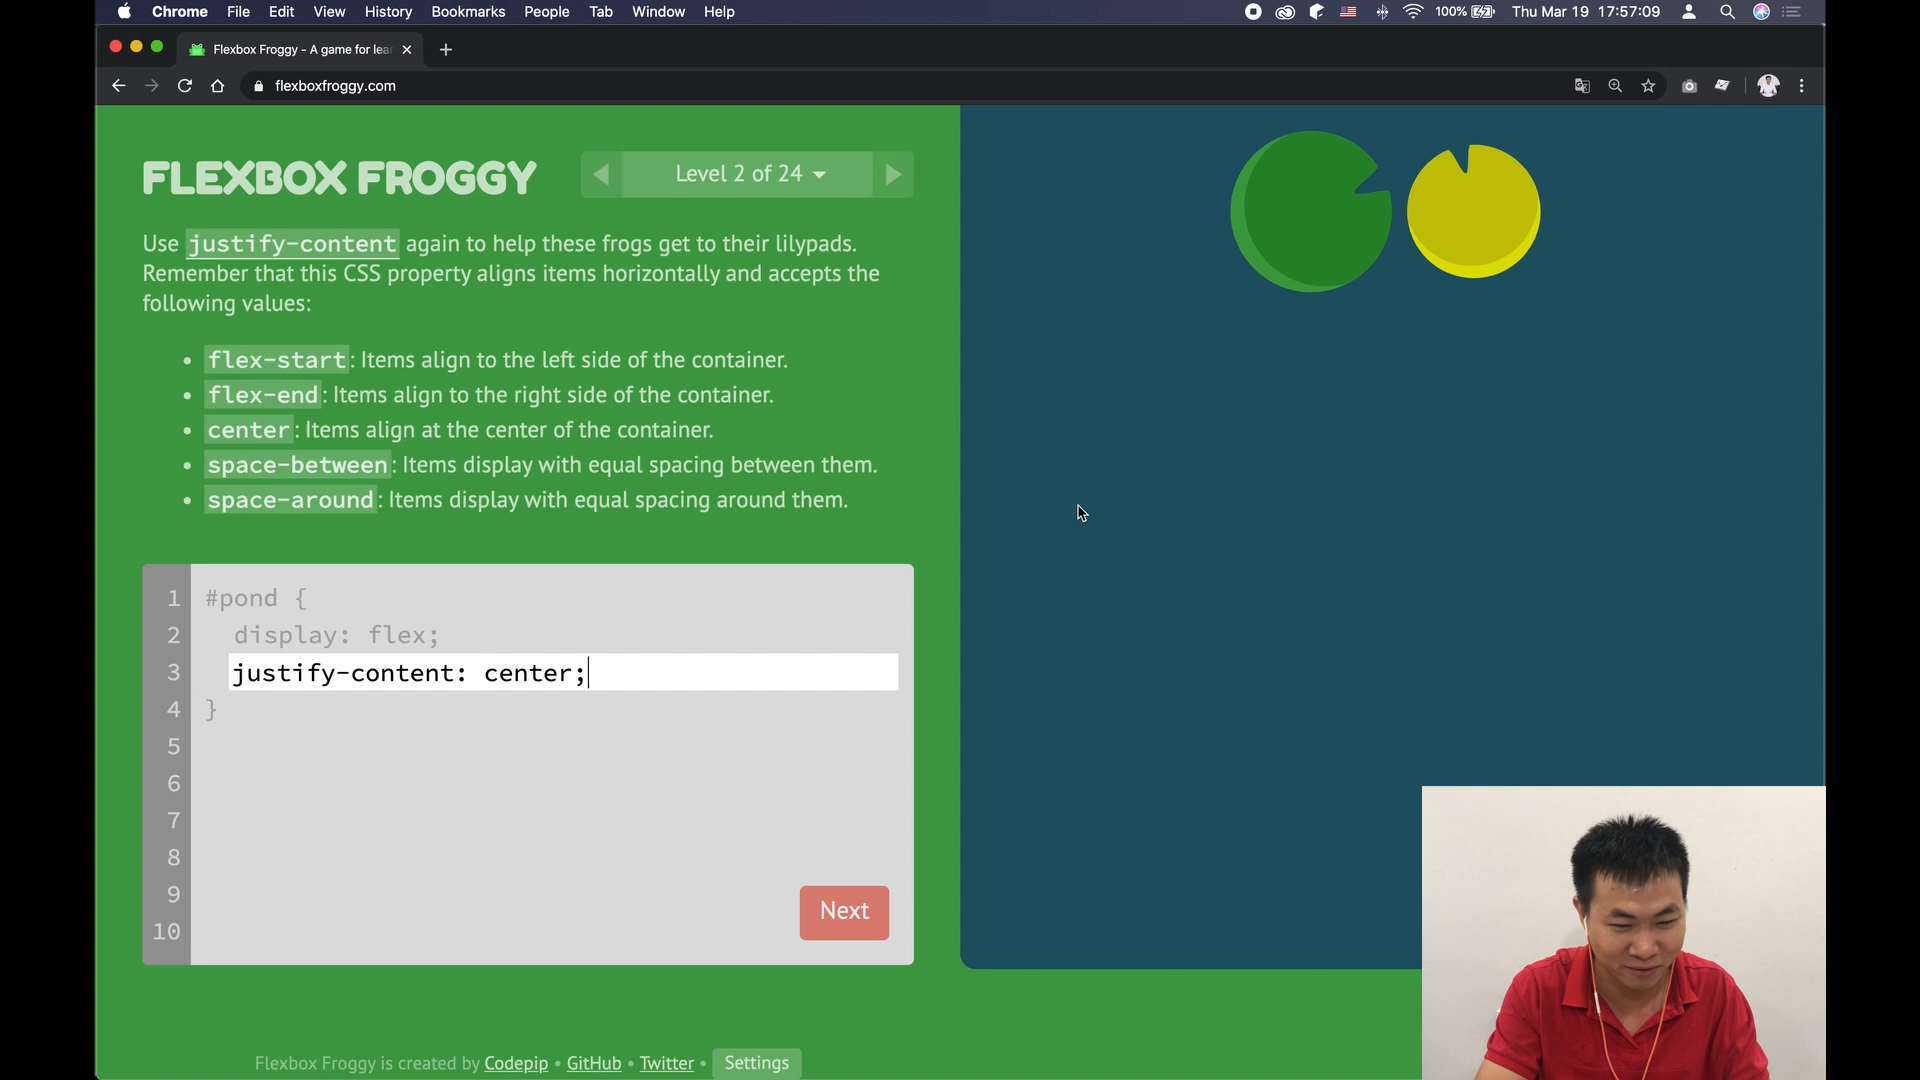 Chrome File Edit View History Bookmarks People Tab Window Help 100% Thu Mar 19 17:57:09
Flexbox Froggy - A game for lea
flexboxfroggy.com
FLEXBOX FROGGY
Level 2 of 24
Use justify-content again to help these frogs get to their lilypads.
Remember that this CSS property aligns items horizontally and accepts the
following values:
• flex-start: Items align to the left side of the container.
• flex-end: Items align to the right side of the container.
• center: Items align at the center of the container.
• space-between: Items display with equal spacing between them.
• space-around: Items display with equal spacing around them.
1 #pond {
2 display: flex;
3 justify-content: center;
4 }
5
6
7
8
9
10
Next
Flexbox Froggy is created by Codepip • GitHub • Twitter • Settings